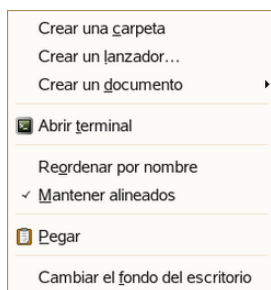 Crear una carpeta
Crear un lanzador...
Crear un documento
Abrir terminal
Reordenar por nombre
Mantener alineados
Pegar
Cambiar el fondo del escritorio